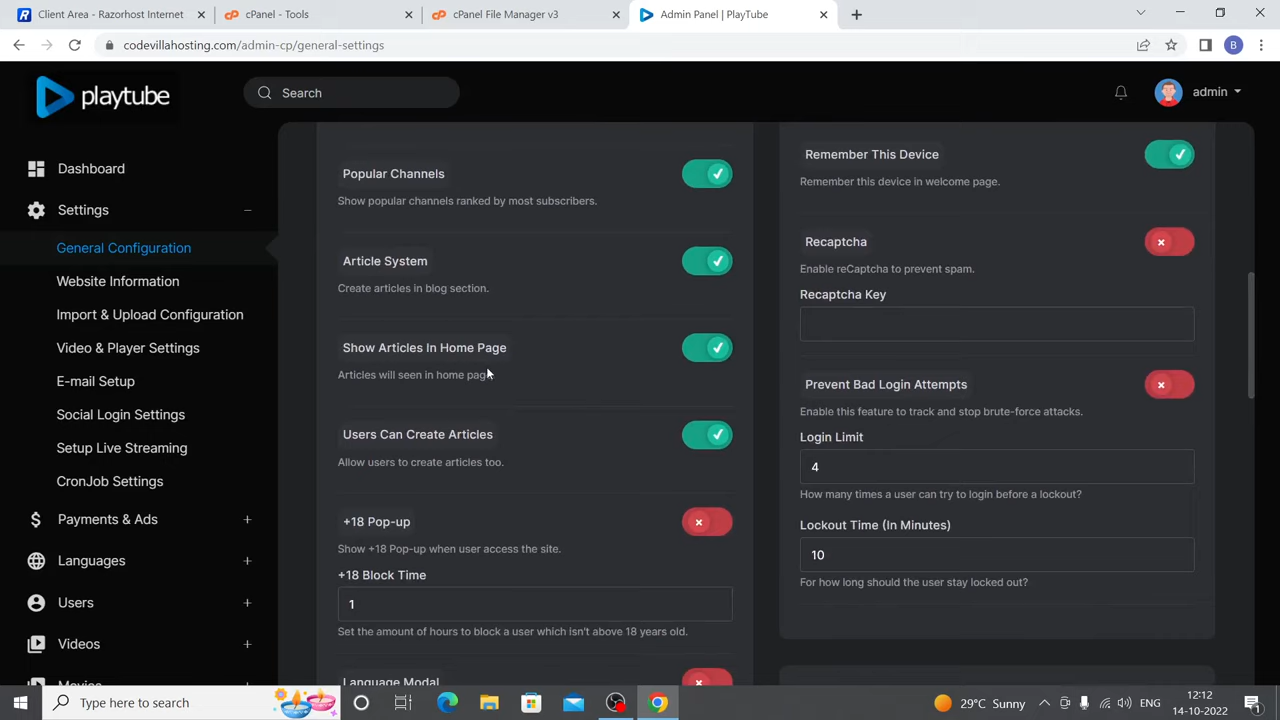 Client Area - Razorhost Internet
cPanel - Tools
cPanel File Manager v3
Admin Panel | PlayTube
codevillahosting.com/admin-cp/general-settings
B
playtube
Search
admin
Dashboard
Settings
General Configuration
Website Information
Import & Upload Configuration
Video & Player Settings
E-mail Setup
Social Login Settings
Setup Live Streaming
CronJob Settings
Payments & Ads
Languages
Users
Videos
Movies
Popular Channels
Show popular channels ranked by most subscribers.
Article System
Create articles in blog section.
Show Articles In Home Page
Articles will seen in home page
Users Can Create Articles
Allow users to create articles too.
+18 Pop-up
Show +18 Pop-up when user access the site.
+18 Block Time
1
Set the amount of hours to block a user which isn't above 18 years old.
Language Modal
Remember This Device
Remember this device in welcome page.
Recaptcha
Enable reCaptcha to prevent spam.
Recaptcha Key
Prevent Bad Login Attempts
Enable this feature to track and stop brute-force attacks.
Login Limit
4
How many times a user can try to login before a lockout?
Lockout Time (In Minutes)
10
For how long should the user stay locked out?
Type here to search
29°C Sunny
ENG
12:12
14-10-2022
1